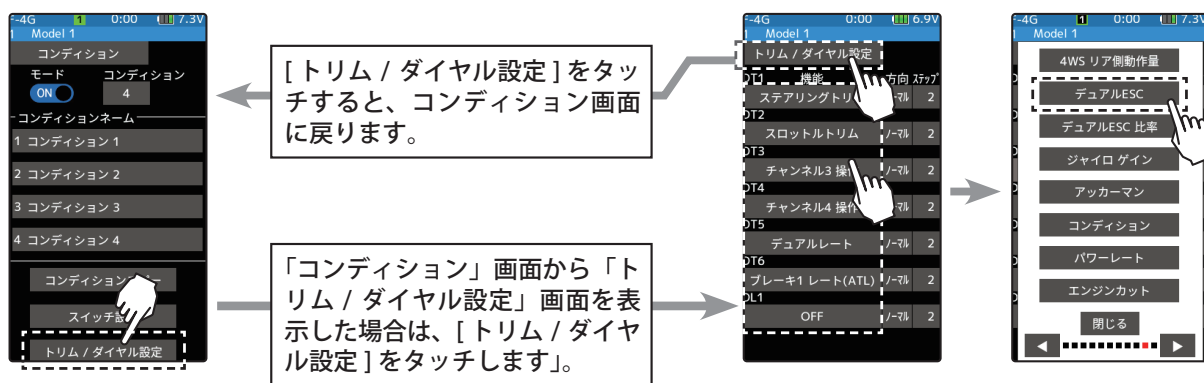 -4G 1 0:00 7.3V
Model 1
コンディション
モード コンディション
ON 4
コンディションネーム
1 コンディション 1
2 コンディション 2
3 コンディション 3
4 コンディション 4
トリム / ダイヤル設定
[ トリム / ダイヤル設定 ] をタッ
チすると、コンディション画面
に戻ります。
「コンディション」画面から「ト
リム / ダイヤル設定」画面を表
示した場合は、[ トリム / ダイヤ
ル設定 ] をタッチします」。
-4G 0:00 6.9V
Model 1
トリム / ダイヤル設定
DT1 機能 方向 ステップ
ステアリングトリ 2
DT2
スロットルトリム ノーマル 2
DT3
チャンネル3 操 ノーマル 2
DT4
チャンネル4 操作 2
DT5
デュアルレート ノーマル 2
DT6
ブレーキ1 レート(ATL) ノーマル 2
DL1
OFF ノーマル 2
-4G 1 0:00 7.3V
Model 1
4WS リア側動作量
デュアルESC
デュアルESC 比率
ジャイロ ゲイン
アッカーマン
コンディション
パワーレート
エンジンカット
閉じる